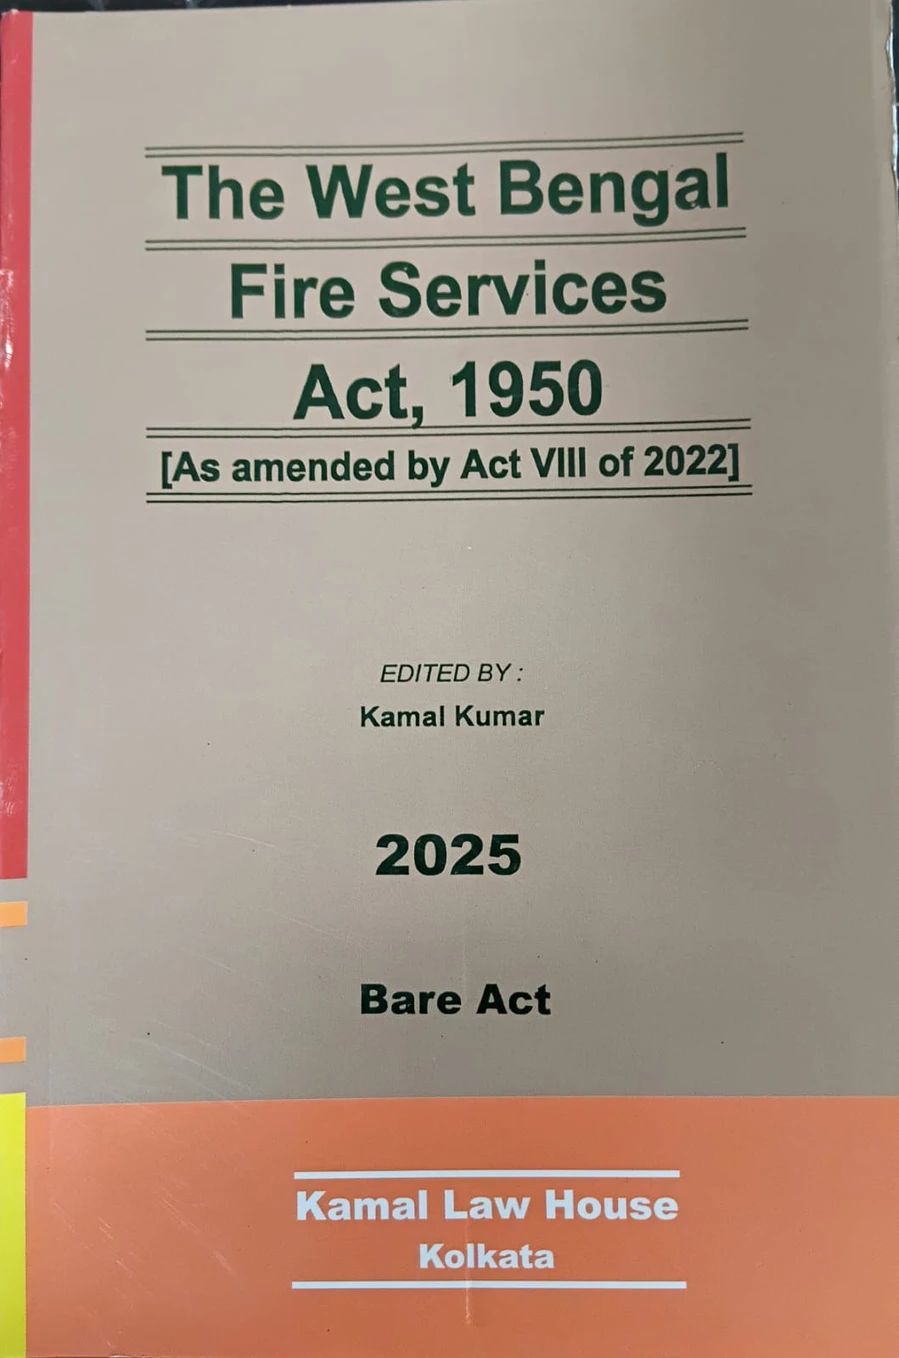 The West Bengal
Fire Services
Act, 1950
[As amended by Act VIII of 2022]
EDITED BY :
Kamal Kumar
2025
Bare Act
Kamal Law House
Kolkata